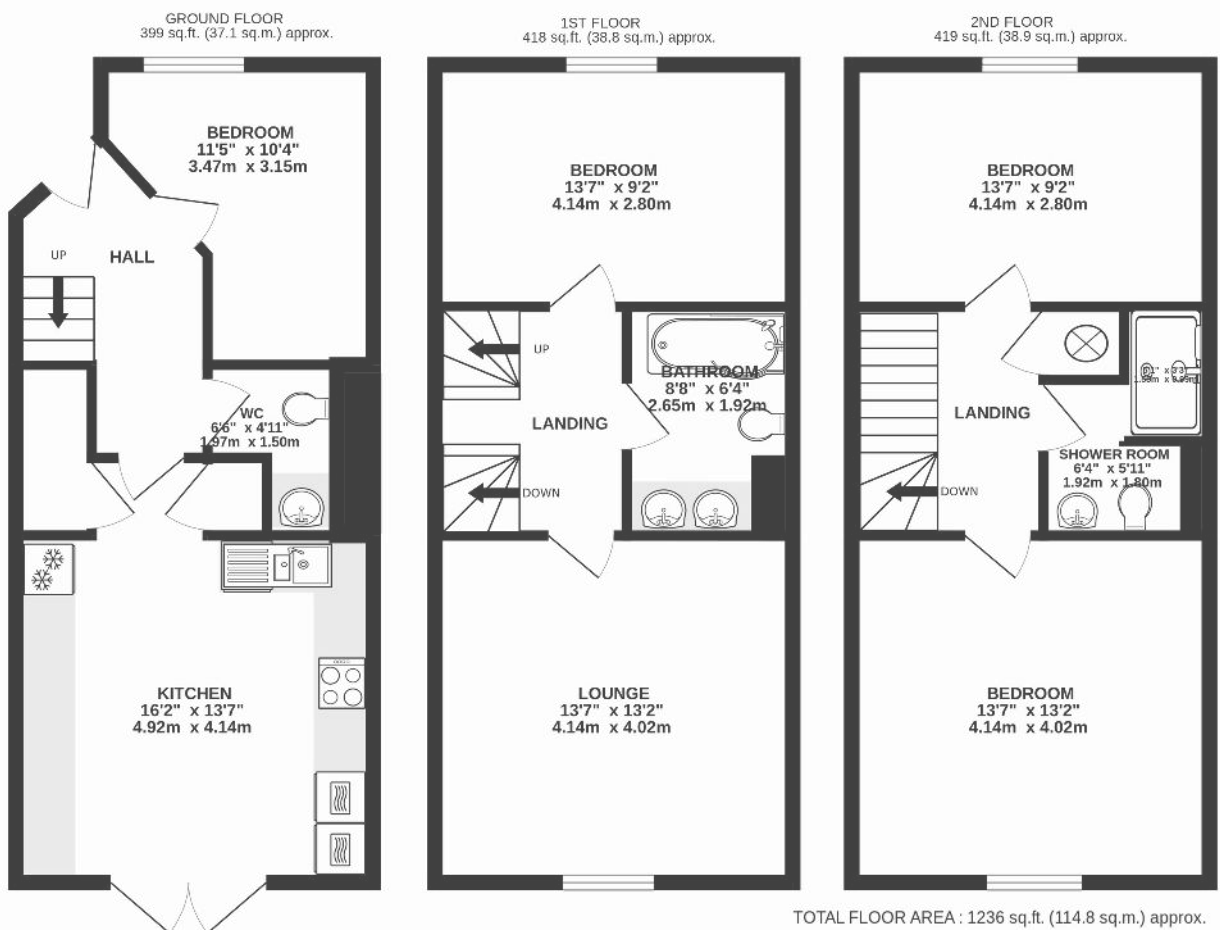 GROUND FLOOR
399 sq.ft. (37.1 sq.m.) approx.
BEDROOM
11'5" x 10'4"
3.47m x 3.15m
UP
HALL
WC
6'6" x 4'11"
1.97m x 1.50m
KITCHEN
16'2" x 13'7"
4.92m x 4.14m
1ST FLOOR
418 sq.ft. (38.8 sq.m.) approx.
BEDROOM
13'7" x 9'2"
4.14m x 2.80m
UP
BATHROOM
8'8" x 6'4"
2.65m x 1.92m
LANDING
DOWN
LOUNGE
13'7" x 13'2"
4.14m x 4.02m
2ND FLOOR
419 sq.ft. (38.9 sq.m.) approx.
BEDROOM
13'7" x 9'2"
4.14m x 2.80m
LANDING
SHOWER ROOM
6'4" x 5'11"
1.92m x 1.80m
DOWN
BEDROOM
13'7" x 13'2"
4.14m x 4.02m
TOTAL FLOOR AREA : 1236 sq.ft. (114.8 sq.m.) approx.